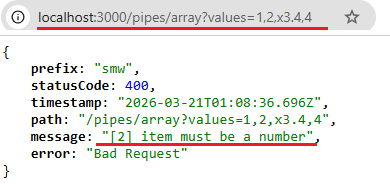 localhost:3000/pipes/array?values=1,2,x3.4,4
{
prefix: "smw",
statusCode: 400,
timestamp: "2026-03-21T01:08:36.696Z",
path: "/pipes/array?values=1,2,x3.4,4",
message: "[2] item must be a number",
error: "Bad Request"
}